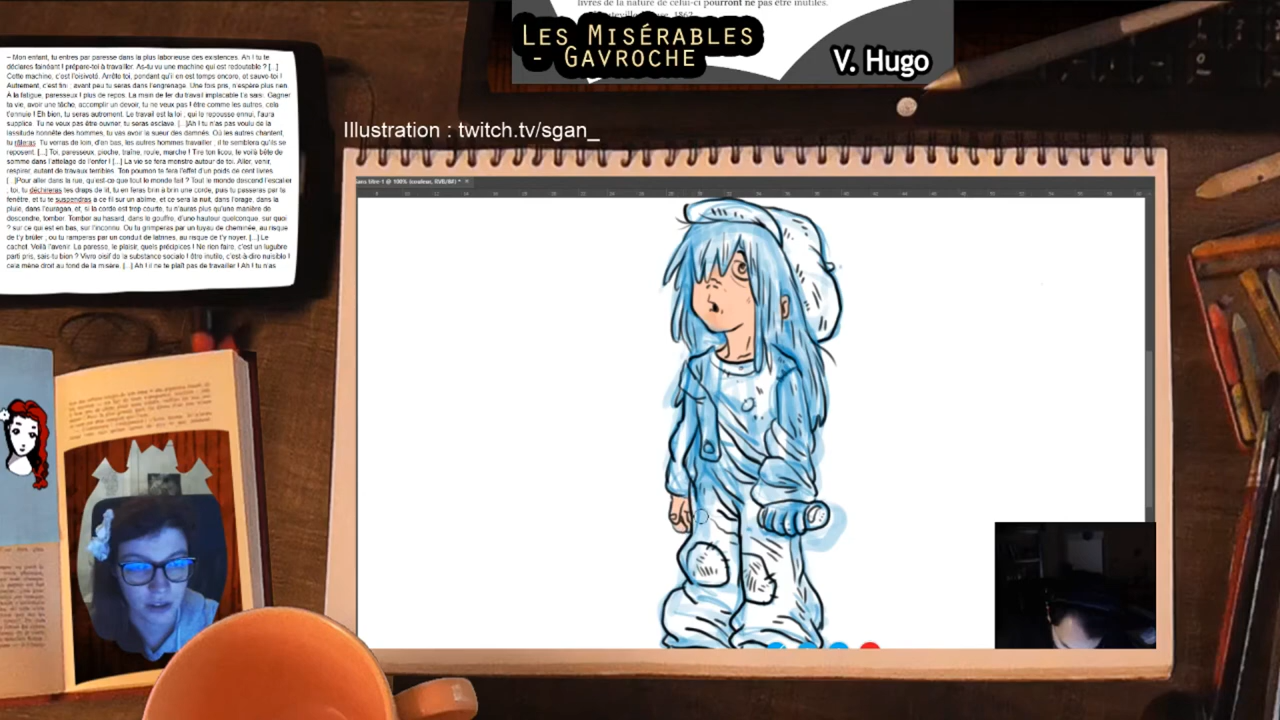 livres de la nature de celui-ci pourront ne pas être inutiles.
1862.
LES MISÉRABLES
- GAVROCHE
V. Hugo
Illustration : twitch.tv/sgan_
– Mon enfant, tu entres par paresse dans la plus laborieuse des existences. Ah ! tu te
déclares fainéant ! prépare-toi à travailler. As-tu vu une machine qui est redoutable ? [...]
Cette machine, c'est l'oisiveté. Arrête-toi, pendant qu'il en est temps encore, et sauve-toi !
Autrement, c'est fini : avant peu tu seras dans l'engrenage. Une fois pris, n'espère plus rien.
À la fatigue, paresseux ! plus de repos. La main de fer du travail implacable t'a saisi. Gagner
ta vie, avoir une tâche, accomplir un devoir, tu ne veux pas ! être comme les autres, cela
t'ennuie ! Eh bien, tu seras autrement. Le travail est la loi ; qui le repousse ennui, l'aura
supplice. Tu ne veux pas être ouvrier, tu seras esclave. [...]Ah ! tu n'as pas voulu de la
lassitude honnête des hommes, tu vas avoir la sueur des damnés. Où les autres chantent,
tu râleras. Tu verras de loin, d'en bas, les autres hommes travailler ; il te semblera qu'ils se
reposent. [...] Toi, paresseux, pioche, traîne, roule, marche ! Tire ton licou, te voilà bête de
somme dans l'attelage de l'enfer ! [...] La vie se fera monstre autour de toi. Aller, venir,
respirer, autant de travaux terribles. Ton poumon te fera l'effet d'un poids de cent livres.
[...]Pour aller dans la rue, qu'est-ce que tout le monde fait ? Tout le monde descend l'escalier
; toi, tu déchireras tes draps de lit, tu en feras brin à brin une corde, puis tu passeras par ta
fenêtre, et tu te suspendras à ce fil sur un abîme, et ce sera la nuit, dans l'orage, dans la
pluie, dans l'ouragan, et, si la corde est trop courte, tu n'auras plus qu'une manière de
descendre, tomber. Tomber au hasard, dans le gouffre, d'une hauteur quelconque, sur quoi
? sur ce qui est en bas, sur l'inconnu. Ou tu grimperas par un tuyau de cheminée, au risque
de t'y brûler ; ou tu ramperas par un conduit de latrines, au risque de t'y noyer. [...] Le
cachot. Voilà l'avenir. La paresse, le plaisir, quels précipices ! Ne rien faire, c'est un lugubre
parti pris, sais-tu bien ? Vivre oisif de la substance sociale ! être inutile, c'est-à-dire nuisible !
cela mène droit au fond de la misère. [...] Ah ! il ne te plaît pas de travailler ! Ah ! tu n'as